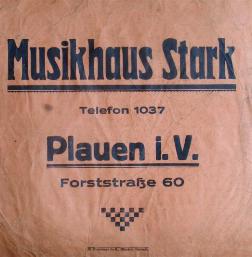 Musikhaus Stark
Telefon 1037
Plauen i. V.
Forststraße 60